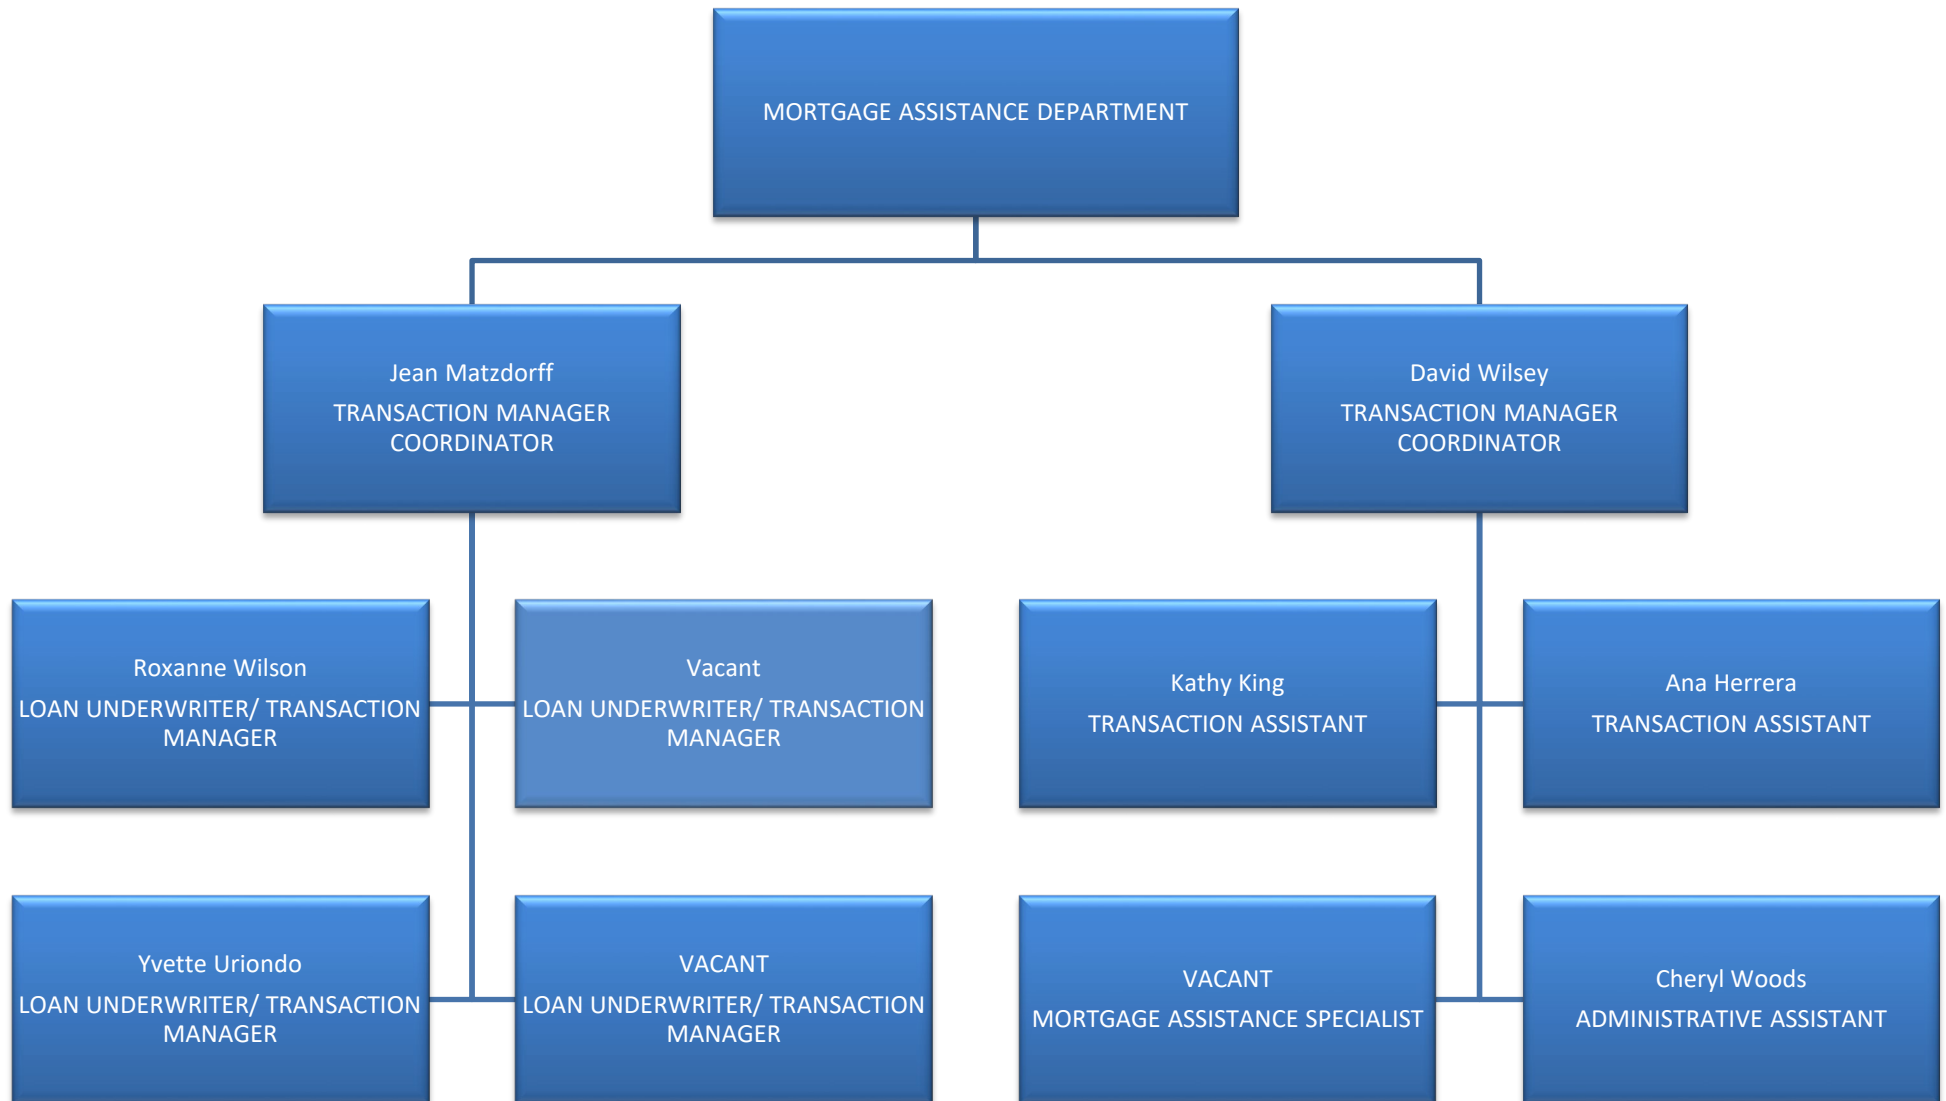 MORTGAGE ASSISTANCE DEPARTMENT
Jean Matzdorff
TRANSACTION MANAGER
COORDINATOR
David Wilsey
TRANSACTION MANAGER
COORDINATOR
Roxanne Wilson
LOAN UNDERWRITER/ TRANSACTION
MANAGER
Vacant
LOAN UNDERWRITER/ TRANSACTION
MANAGER
Kathy King
TRANSACTION ASSISTANT
Ana Herrera
TRANSACTION ASSISTANT
Yvette Uriondo
LOAN UNDERWRITER/ TRANSACTION
MANAGER
VACANT
LOAN UNDERWRITER/ TRANSACTION
MANAGER
VACANT
MORTGAGE ASSISTANCE SPECIALIST
Cheryl Woods
ADMINISTRATIVE ASSISTANT